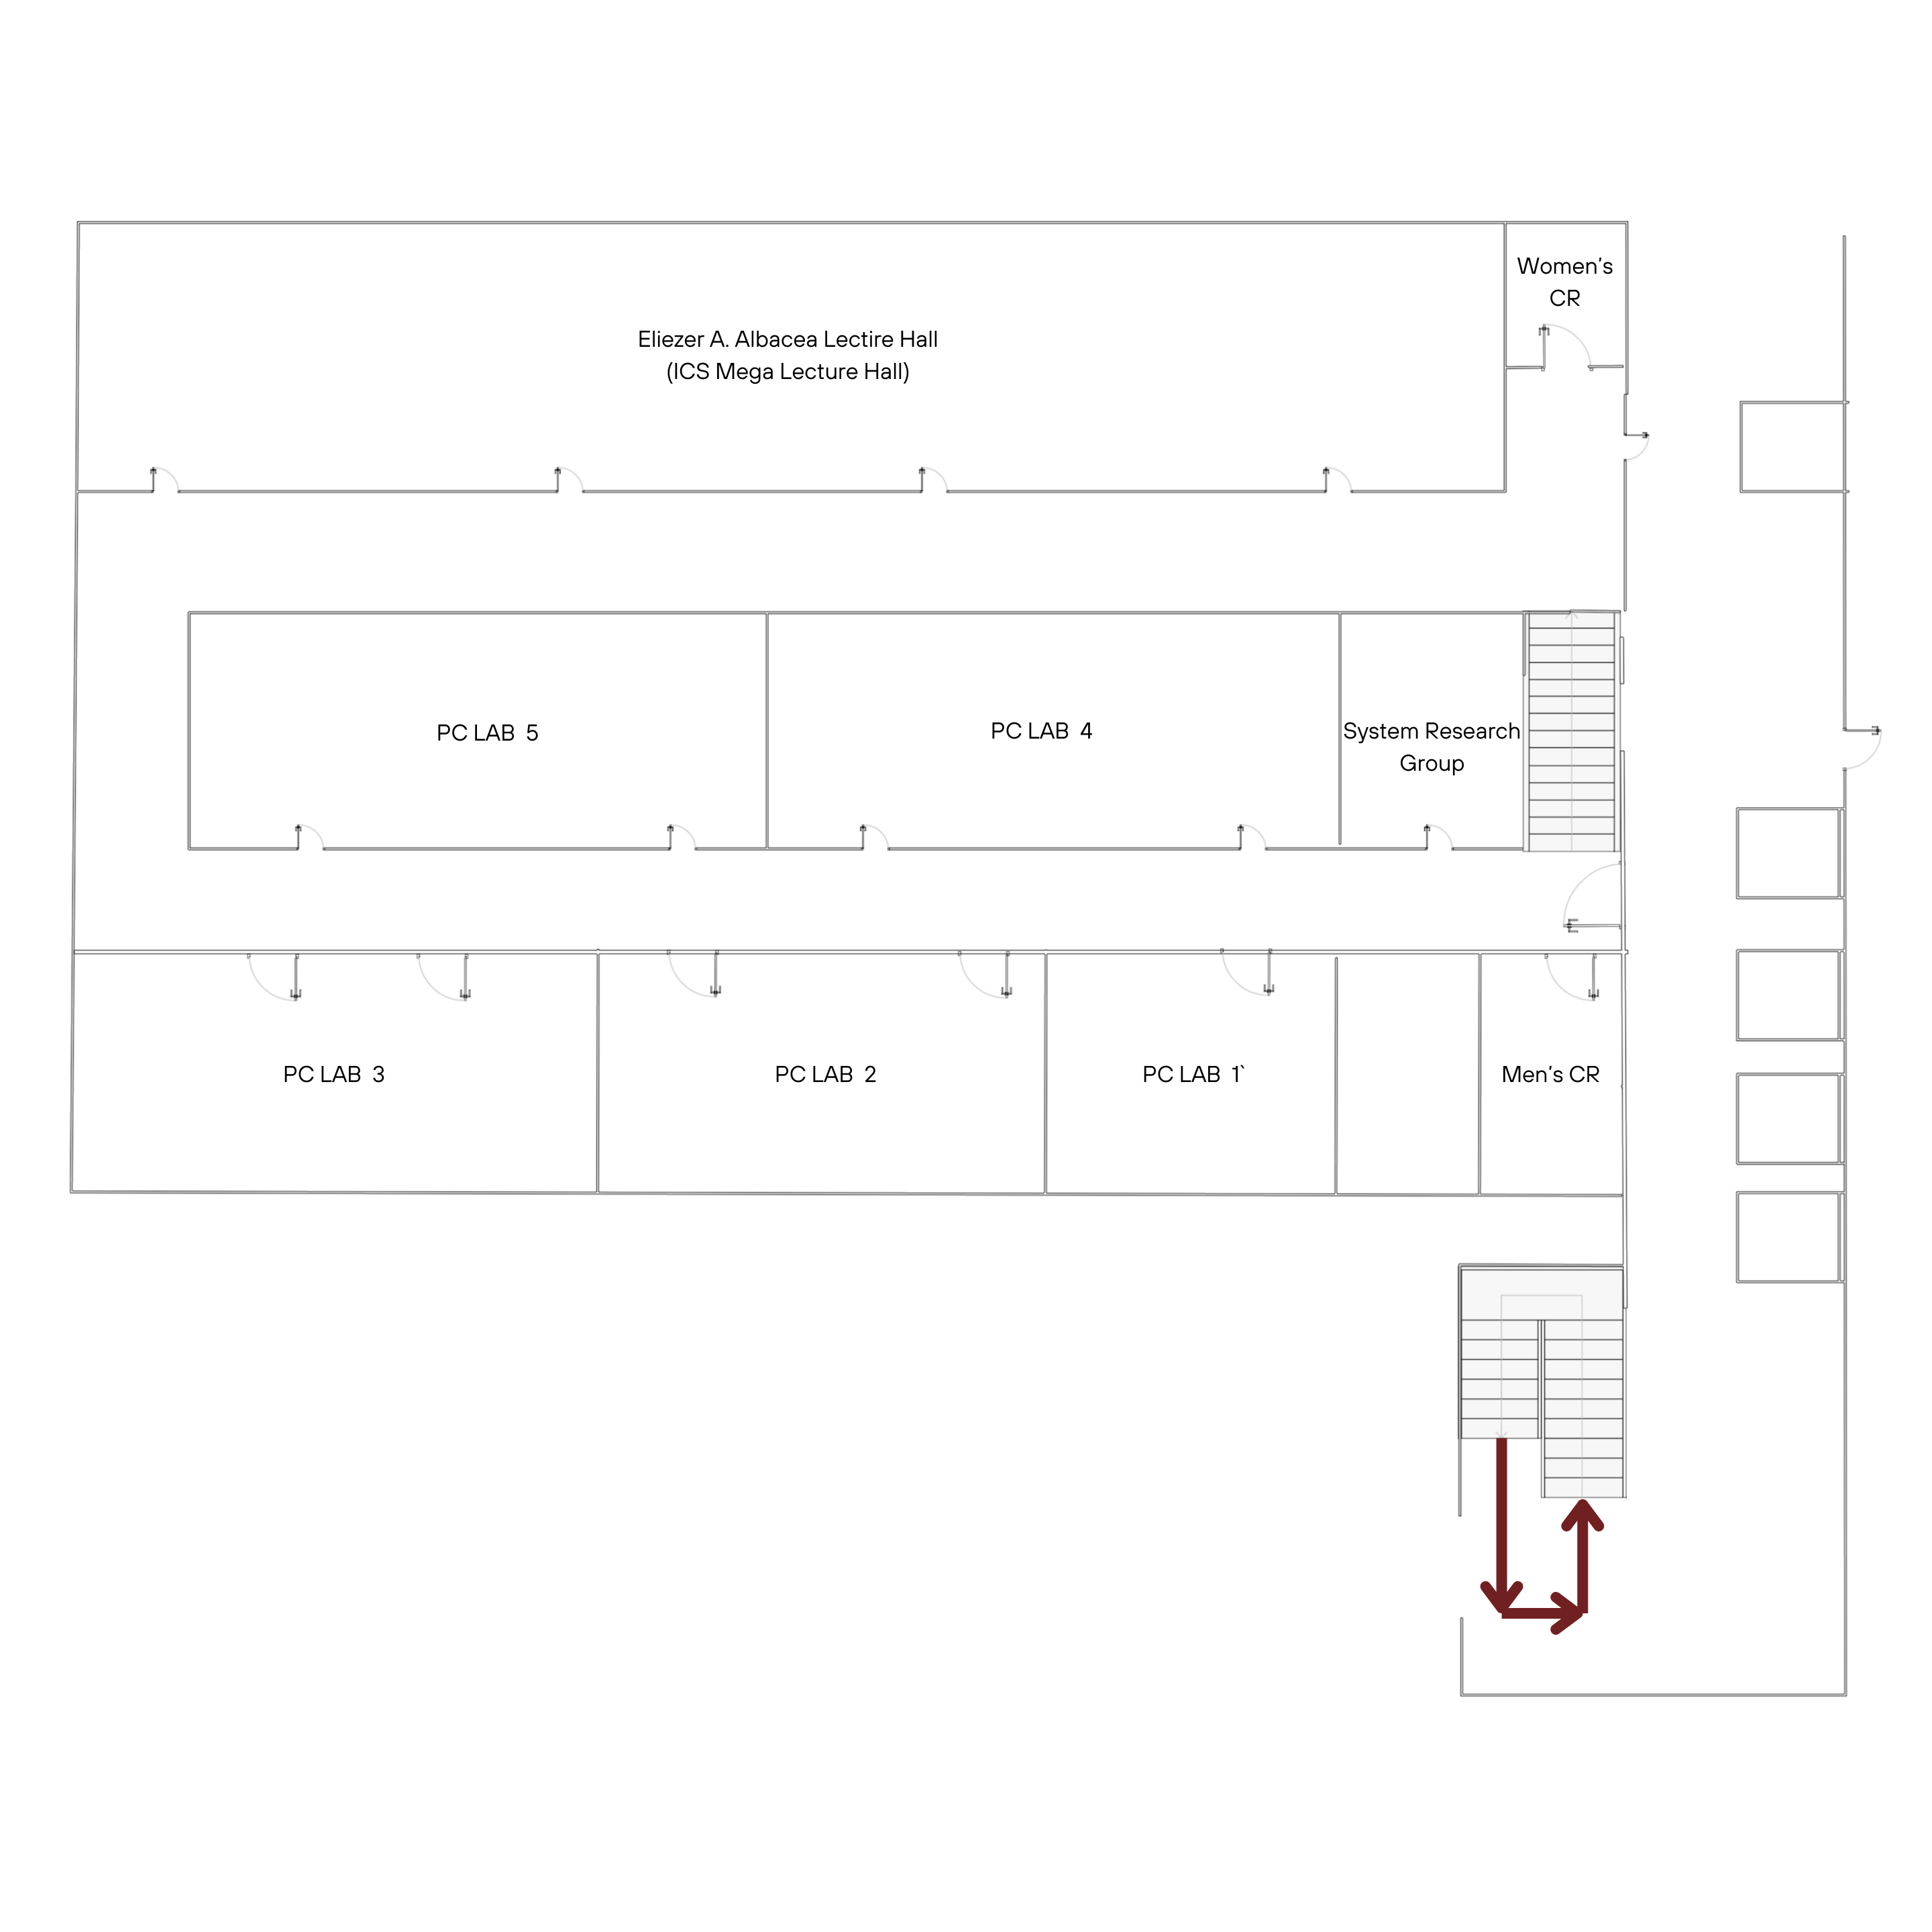 Women's
CR
Eliezer A. Albacea Lectire Hall
(ICS Mega Lecture Hall)
PC LAB 5
PC LAB 4
System Research
Group
PC LAB 3
PC LAB 2
PC LAB 1`
Men's CR